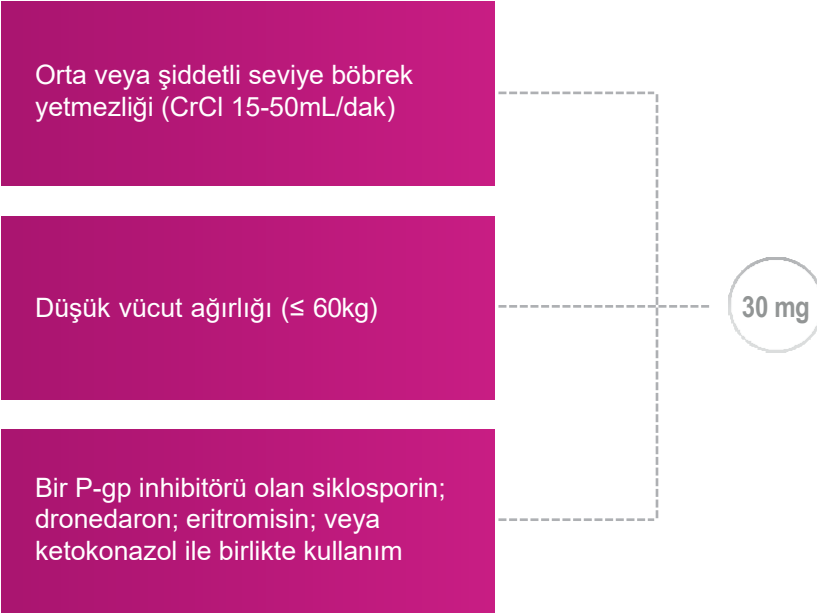 Orta veya şiddetli seviye böbrek
yetmezliği (CrCl 15-50mL/dak)
Düşük vücut ağırlığı (≤ 60kg)
30 mg
Bir P-gp inhibitörü olan siklosporin;
dronedaron; eritromisin; veya
ketokonazol ile birlikte kullanım